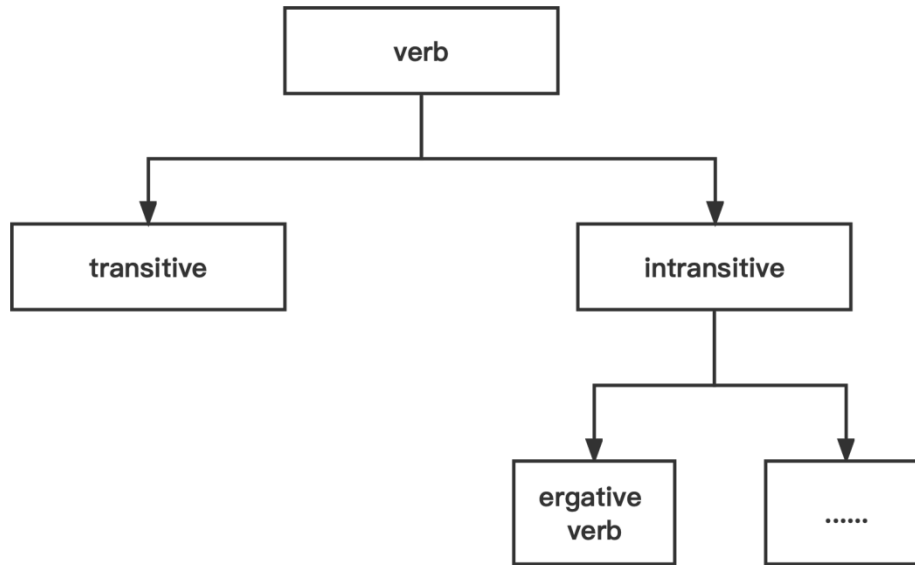 verb
transitive
intransitive
ergative
verb
......